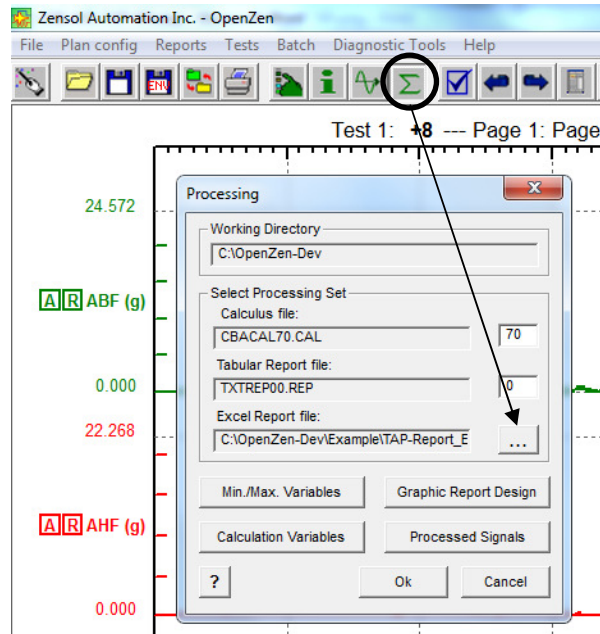 Zensol Automation Inc. - OpenZen
File Plan config Reports Tests Batch Diagnostic Tools Help
ENV i Σ
Test 1: +8 --- Page 1: Page
Processing
24.572
Working Directory
C:\OpenZen-Dev
A R ABF (g)
Select Processing Set
Calculus file:
CBACAL70.CAL 70
Tabular Report file:
0.000
TXTREP00.REP 0
Excel Report file:
22.268
C:\OpenZen-Dev\Example\TAP-Report_E ...
Min./Max. Variables Graphic Report Design
A R AHF (g)
Calculation Variables Processed Signals
? Ok Cancel
0.000